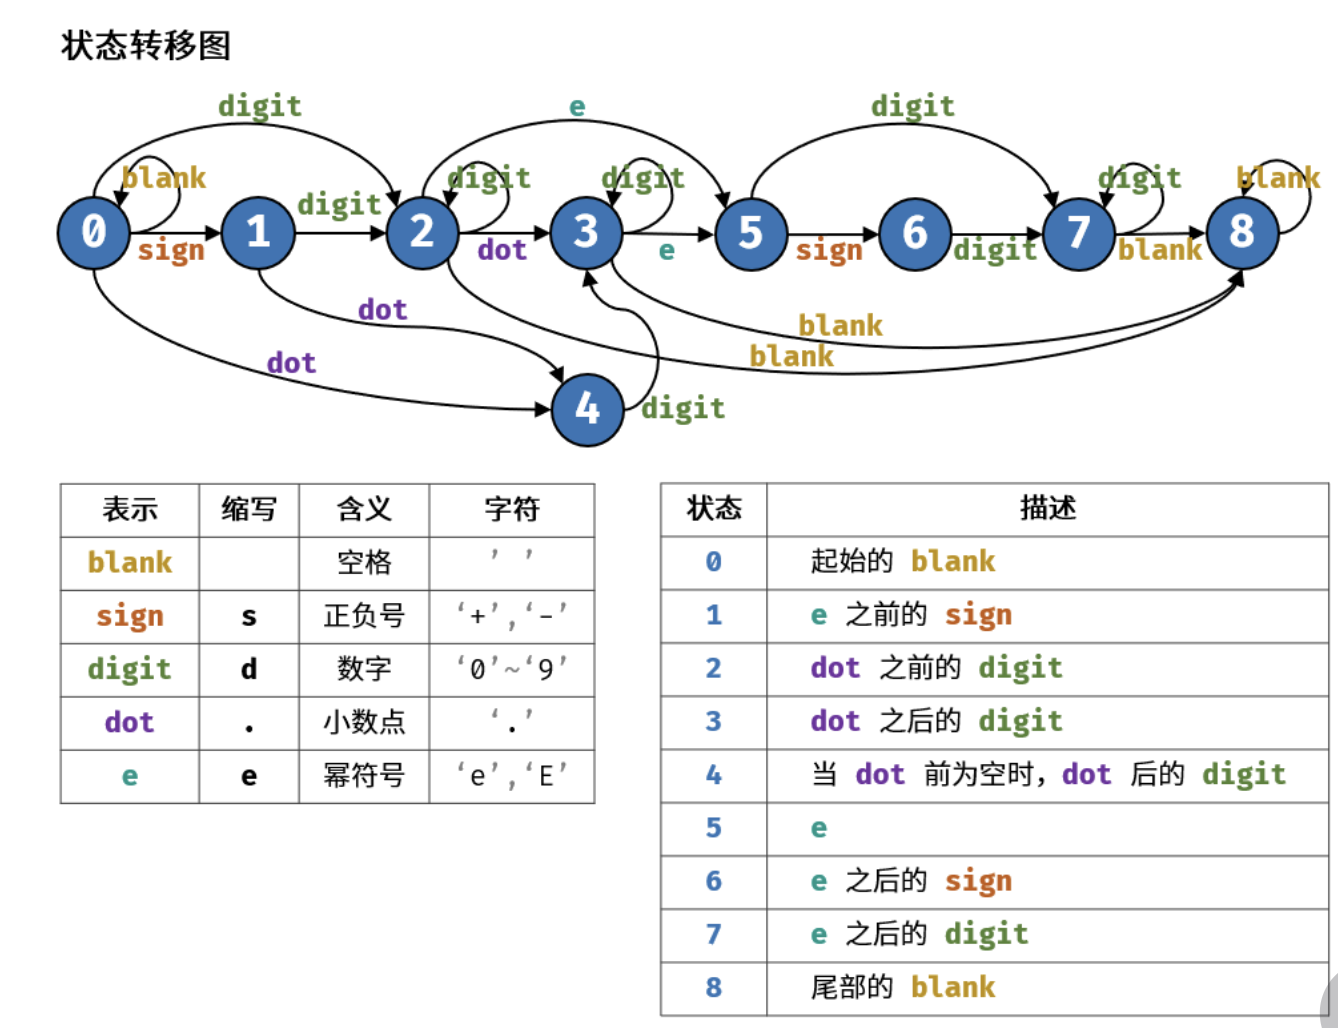 状态转移图
digit e digit
blank digit digit digit blank
digit
0 1 2 3 5 6 7 8
sign dot e sign digit blank
dot
blank
blank
dot
4 digit
表示 缩写 含义 字符
blank 空格 ’ ’
sign s 正负号 ‘+’,‘-’
digit d 数字 ‘0’~‘9’
dot . 小数点 ‘.’
e e 幂符号 ‘e’,‘E’
状态 描述
0 起始的 blank
1 e 之前的 sign
2 dot 之前的 digit
3 dot 之后的 digit
4 当 dot 前为空时，dot 后的 digit
5 e
6 e 之后的 sign
7 e 之后的 digit
8 尾部的 blank